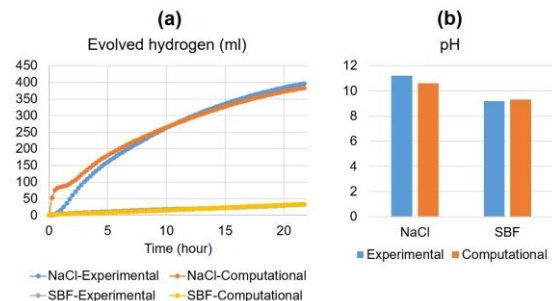 (a)
Evolved hydrogen (ml)
450
400
350
300
250
200
150
100
50
0
0 5 10 15 20
Time (hour)
NaCl-Experimental NaCl-Computational
SBF-Experimental SBF-Computational
(b)
pH
12
10
8
6
4
2
0
NaCl SBF
Experimental Computational